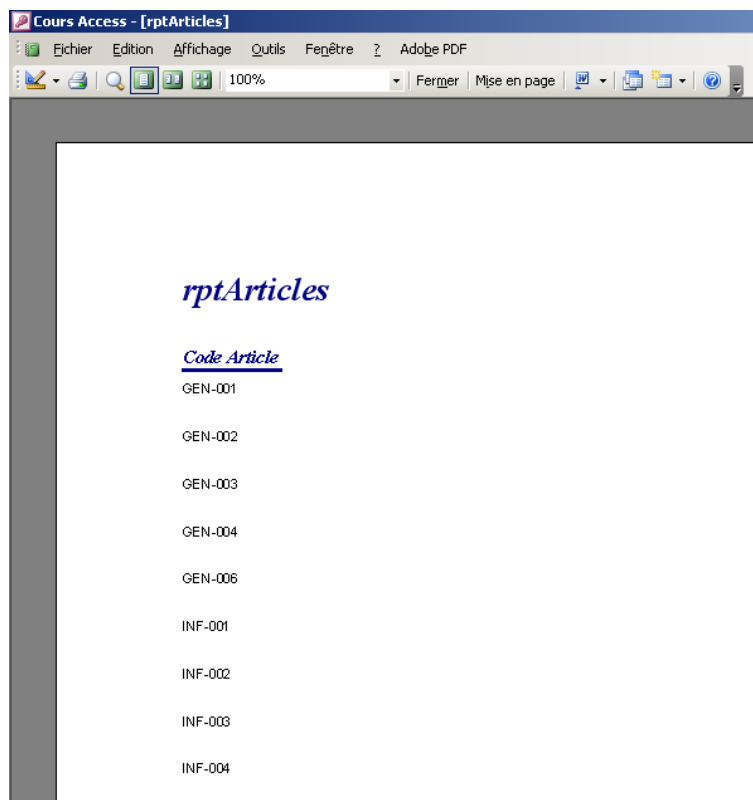 Cours Access - [rptArticles]
Fichier Edition Affichage Outils Fenêtre ? Adobe PDF
100% Fermer Mise en page
rptArticles
Code Article
GEN-001
GEN-002
GEN-003
GEN-004
GEN-006
INF-001
INF-002
INF-003
INF-004